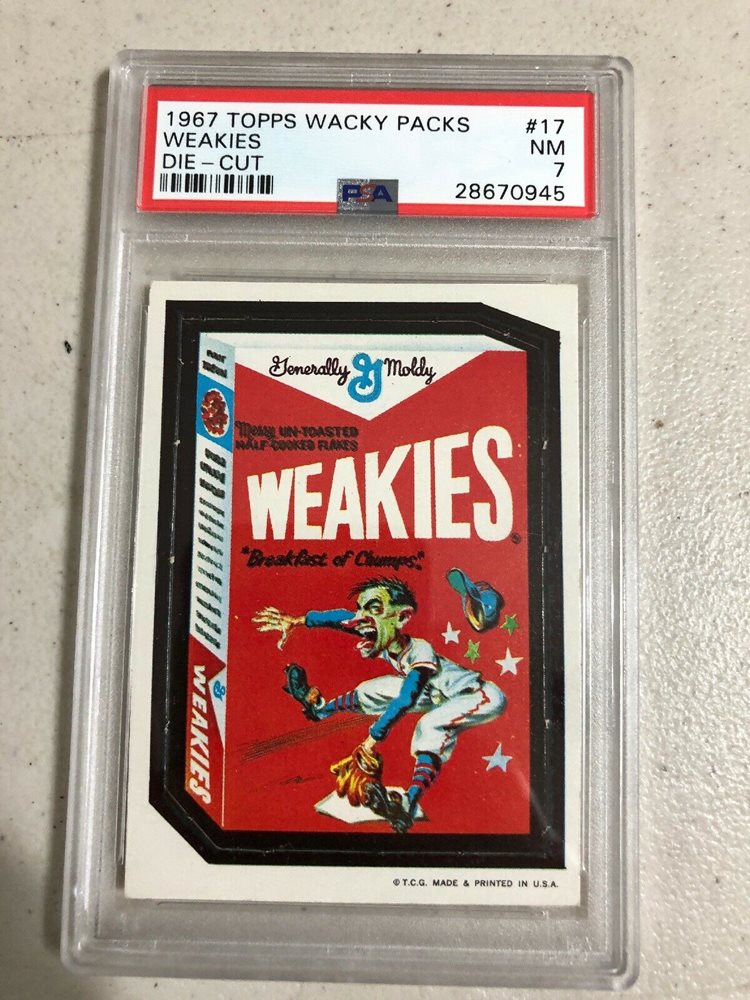 1967 TOPPS WACKY PACKS #17
WEAKIES NM
DIE-CUT 7
PSA 28670945
Generally G Moldy
Messy UN-TOASTED
HALF COOKED FLAKES
WEAKIES
"Breakfast of Chumps"
WEAKIES
© T.C.G. MADE & PRINTED IN U.S.A.